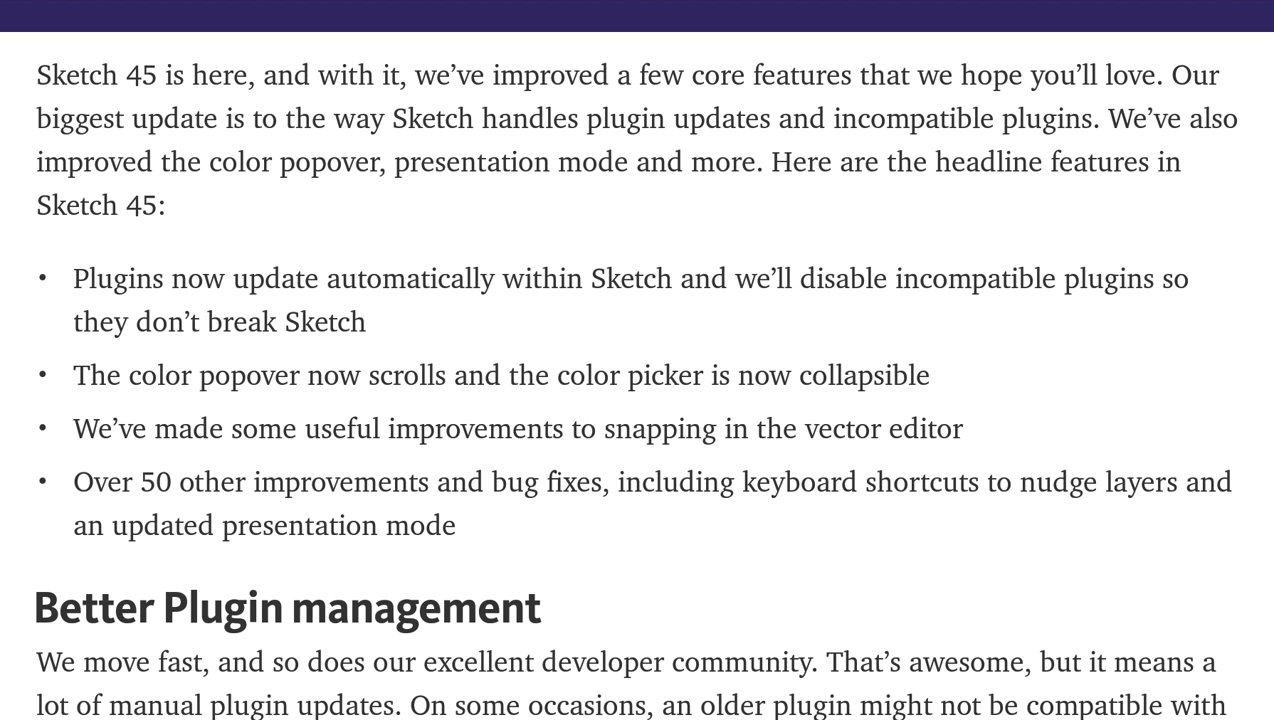 Sketch 45 is here, and with it, we’ve improved a few core features that we hope you’ll love. Our
biggest update is to the way Sketch handles plugin updates and incompatible plugins. We’ve also
improved the color popover, presentation mode and more. Here are the headline features in
Sketch 45:
• Plugins now update automatically within Sketch and we’ll disable incompatible plugins so
they don’t break Sketch
• The color popover now scrolls and the color picker is now collapsible
• We’ve made some useful improvements to snapping in the vector editor
• Over 50 other improvements and bug fixes, including keyboard shortcuts to nudge layers and
an updated presentation mode
Better Plugin management
We move fast, and so does our excellent developer community. That’s awesome, but it means a
lot of manual plugin updates. On some occasions, an older plugin might not be compatible with